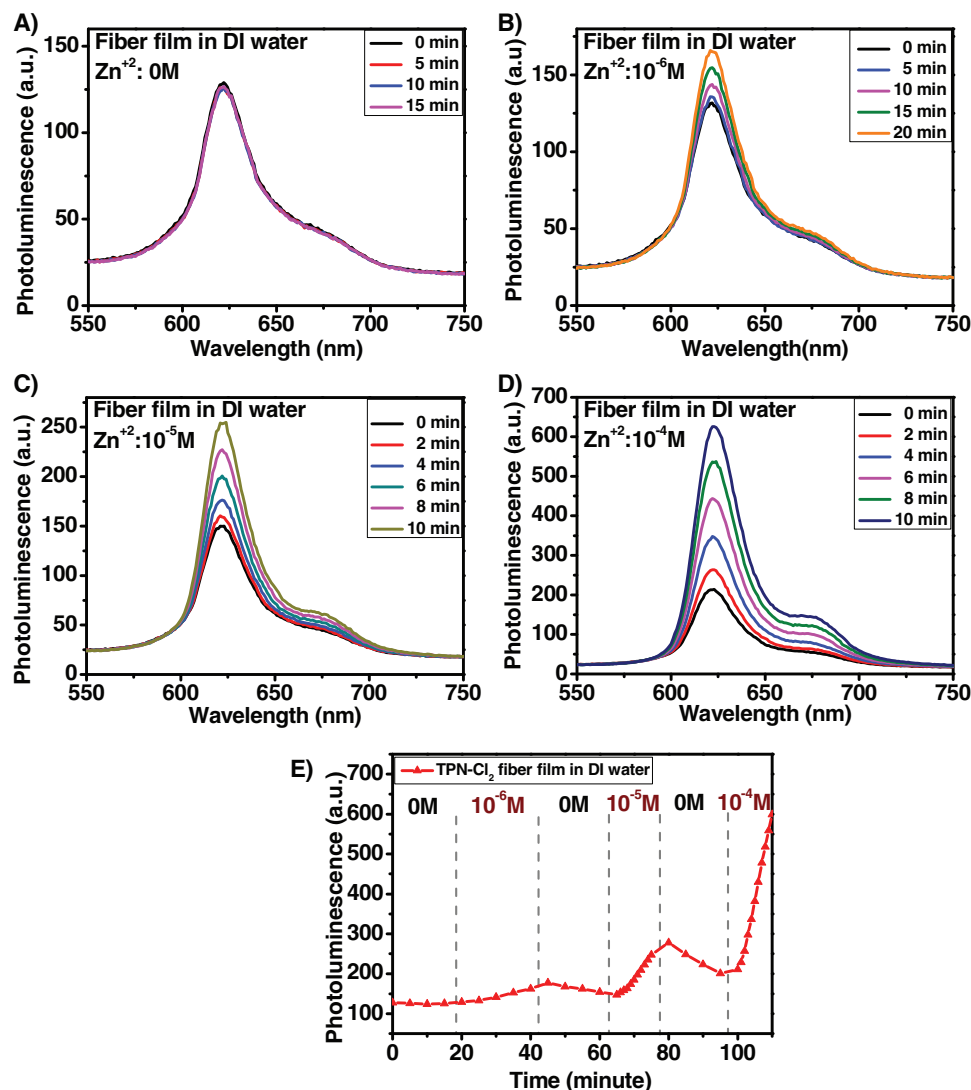 A)
Fiber film in DI water
Zn+2: 0M
0 min
5 min
10 min
15 min
150
100
50
0
550 600 650 700 750
Photoluminescence (a.u.)
Wavelength (nm)
B)
Fiber film in DI water
Zn+2:10-6M
0 min
5 min
10 min
15 min
20 min
150
100
50
0
550 600 650 700 750
Photoluminescence (a.u)
Wavelength(nm)
C)
Fiber film in DI water
Zn+2:10-5M
0 min
2 min
4 min
6 min
8 min
10 min
250
200
150
100
50
0
550 600 650 700 750
Photoluminescence (a.u.)
Wavelength (nm)
D)
Fiber film in DI water
Zn+2:10-4M
0 min
2 min
4 min
6 min
8 min
10 min
700
600
500
400
300
200
100
0
550 600 650 700 750
Photoluminescence (a.u.)
Wavelength (nm)
E)
TPN-Cl2 fiber film in DI water
0M 10-6M 0M 10-5M 0M 10-4M
700
600
500
400
300
200
100
0 20 40 60 80 100
Photoluminescence (a.u.)
Time (minute)